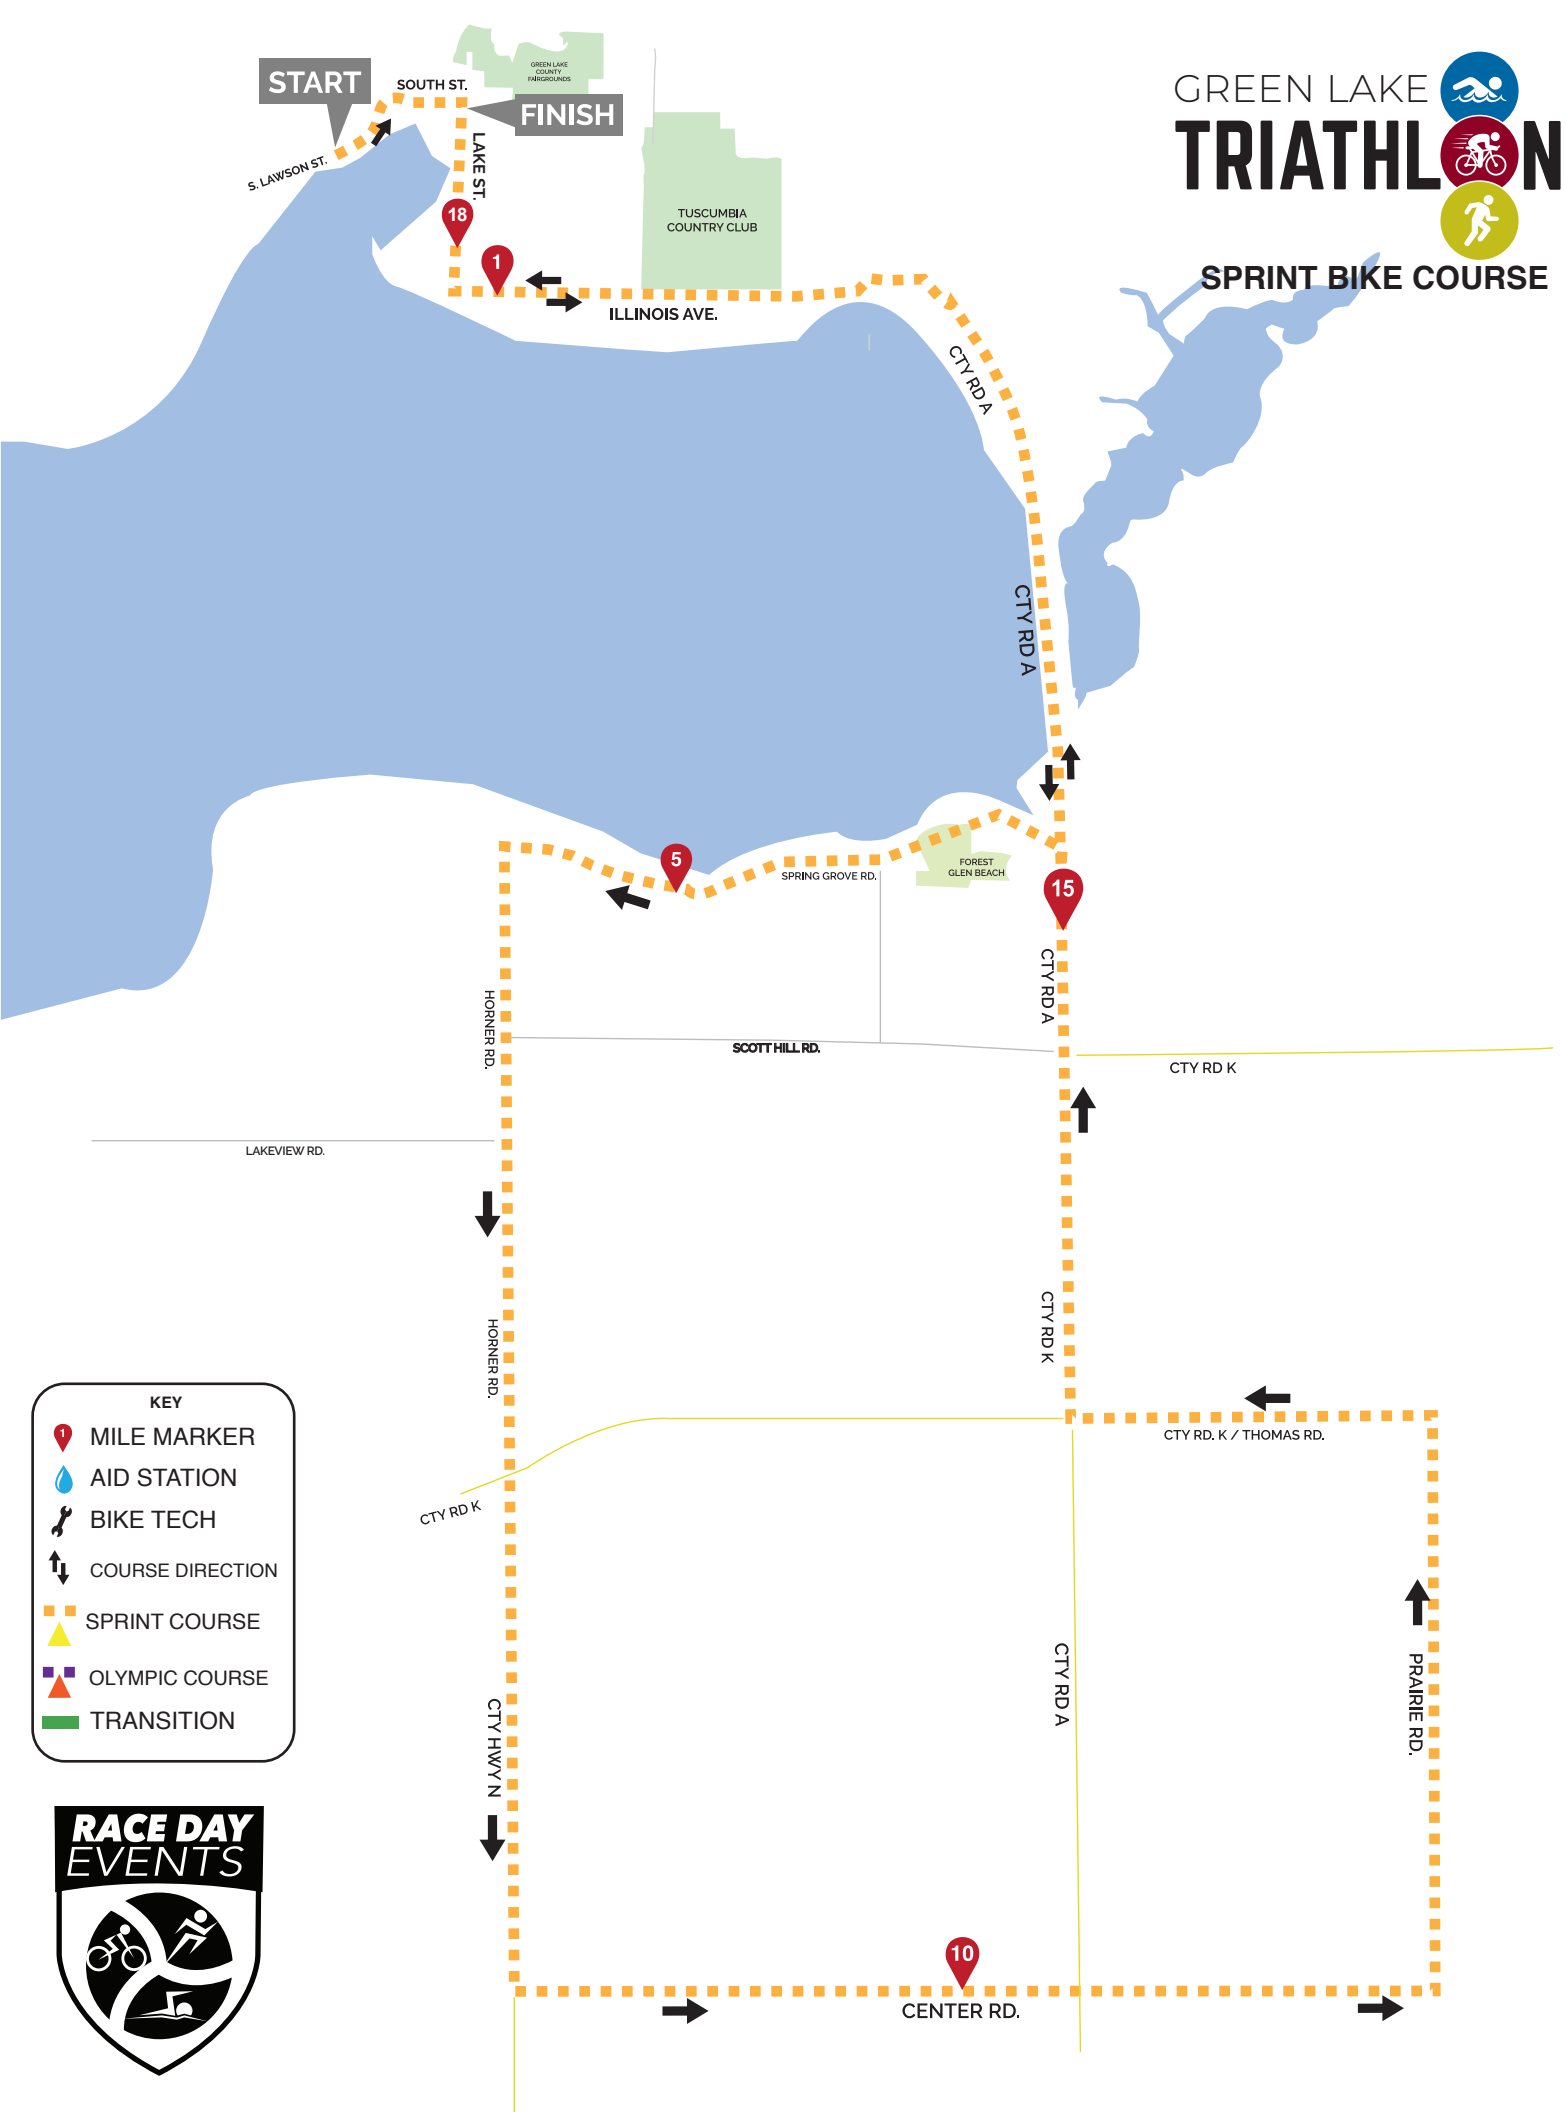 GREEN LAKE
TRIATHLON
SPRINT BIKE COURSE
GREEN LAKE
COUNTY
FAIRGROUNDS
START
SOUTH ST.
FINISH
S. LAWSON ST.
LAKE ST.
18
1
TUSCUMBIA
COUNTRY CLUB
ILLINOIS AVE.
CTY RD A
CTY RD A
5
SPRING GROVE RD.
FOREST
GLEN BEACH
15
CTY RD A
HORNER RD.
SCOTT HILL RD.
CTY RD K
LAKEVIEW RD.
CTY RD K
HORNER RD.
CTY RD. K / THOMAS RD.
CTY RD K
CTY RD A
PRAIRIE RD.
CTY HWY N
10
CENTER RD.
KEY
1 MILE MARKER
AID STATION
BIKE TECH
COURSE DIRECTION
SPRINT COURSE
OLYMPIC COURSE
TRANSITION
RACE DAY
EVENTS